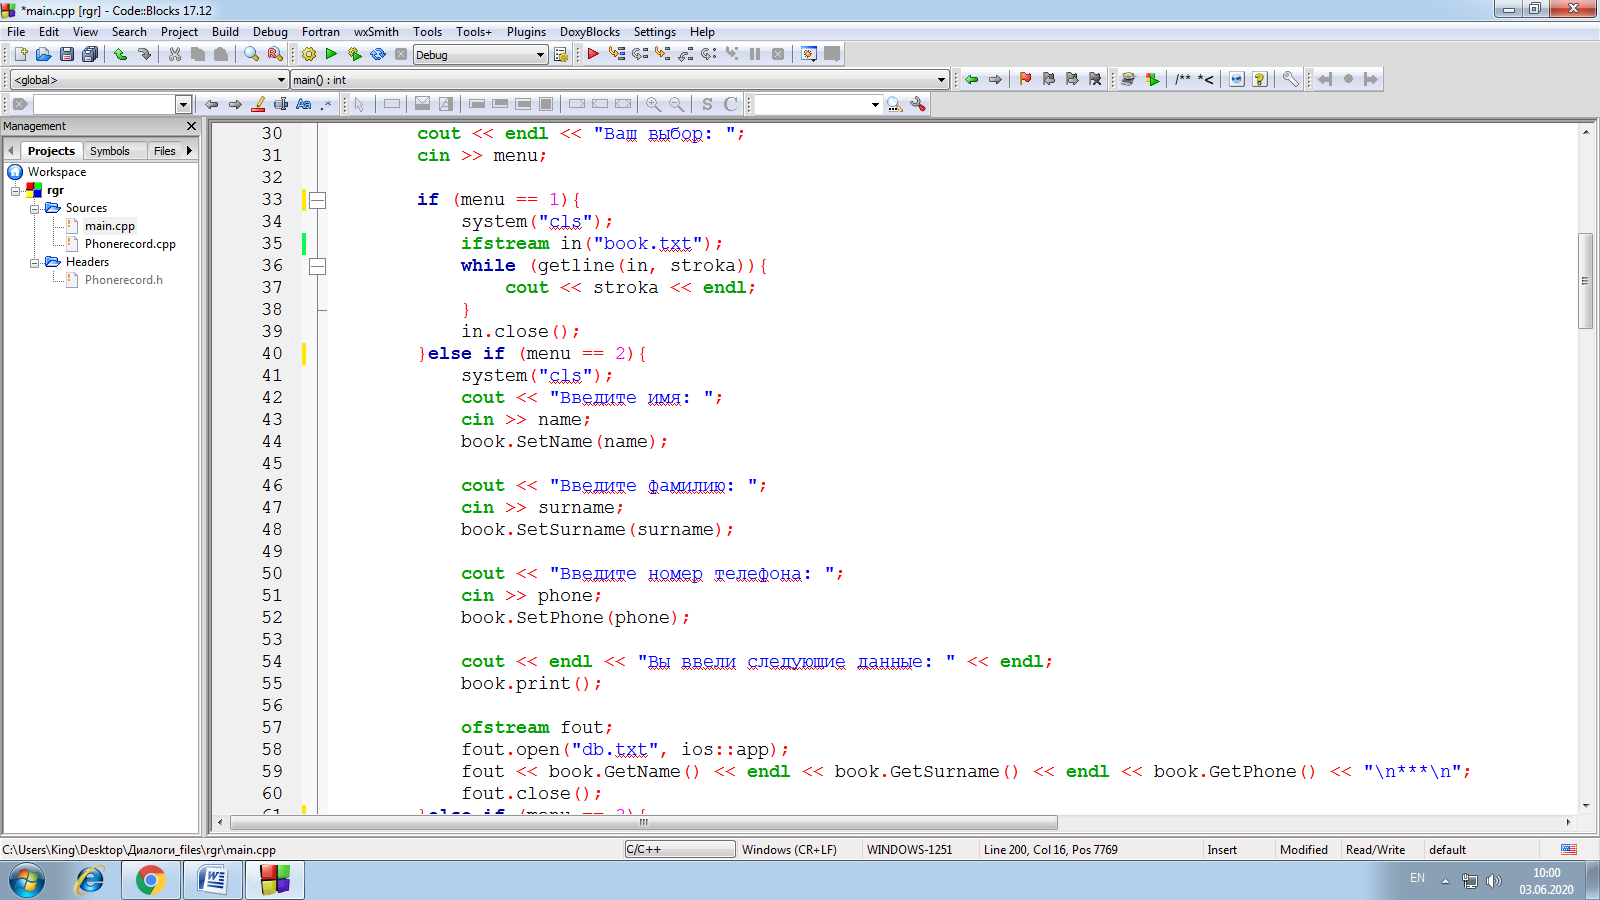 *main.cpp [rgr] - Code::Blocks 17.12
File Edit View Search Project Build Debug Fortran wxSmith Tools Tools+ Plugins DoxyBlocks Settings Help
Debug
<global> main() : int
/** *<
Aa .*
S C
Management
Projects Symbols Files
Workspace
rgr
Sources
main.cpp
Phonerecord.cpp
Headers
Phonerecord.h
30 cout << endl << "Ваш выбор: ";
31 cin >> menu;
32
33 if (menu == 1){
34 system("cls");
35 ifstream in("book.txt");
36 while (getline(in, stroka)){
37 cout << stroka << endl;
38 }
39 in.close();
40 }else if (menu == 2){
41 system("cls");
42 cout << "Введите имя: ";
43 cin >> name;
44 book.SetName(name);
45
46 cout << "Введите фамилию: ";
47 cin >> surname;
48 book.SetSurname(surname);
49
50 cout << "Введите номер телефона: ";
51 cin >> phone;
52 book.SetPhone(phone);
53
54 cout << endl << "Вы ввели следующие данные: " << endl;
55 book.print();
56
57 ofstream fout;
58 fout.open("db.txt", ios::app);
59 fout << book.GetName() << endl << book.GetSurname() << endl << book.GetPhone() << "\n***\n";
60 fout.close();
61 }else if (menu == 3){
C:\Users\King\Desktop\Диалоги_files\rgr\main.cpp C/C++ Windows (CR+LF) WINDOWS-1251 Line 200, Col 16, Pos 7769 Insert Modified Read/Write default
EN 10:00
03.06.2020